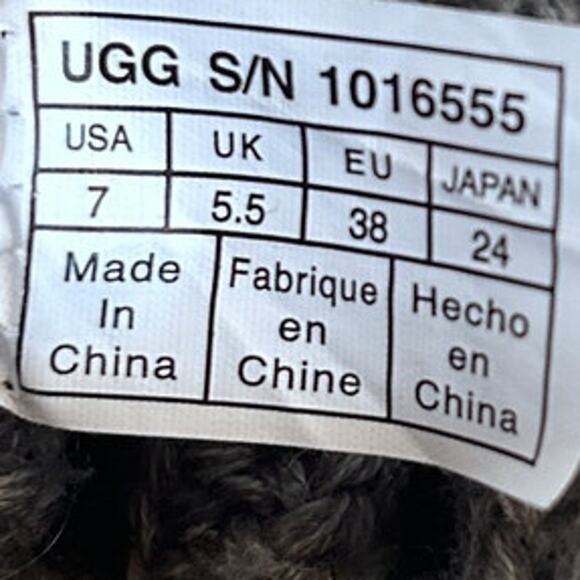 UGG S/N 1016555
USA UK EU JAPAN
7 5.5 38 24
Made In China
Fabrique en Chine
Hecho en China